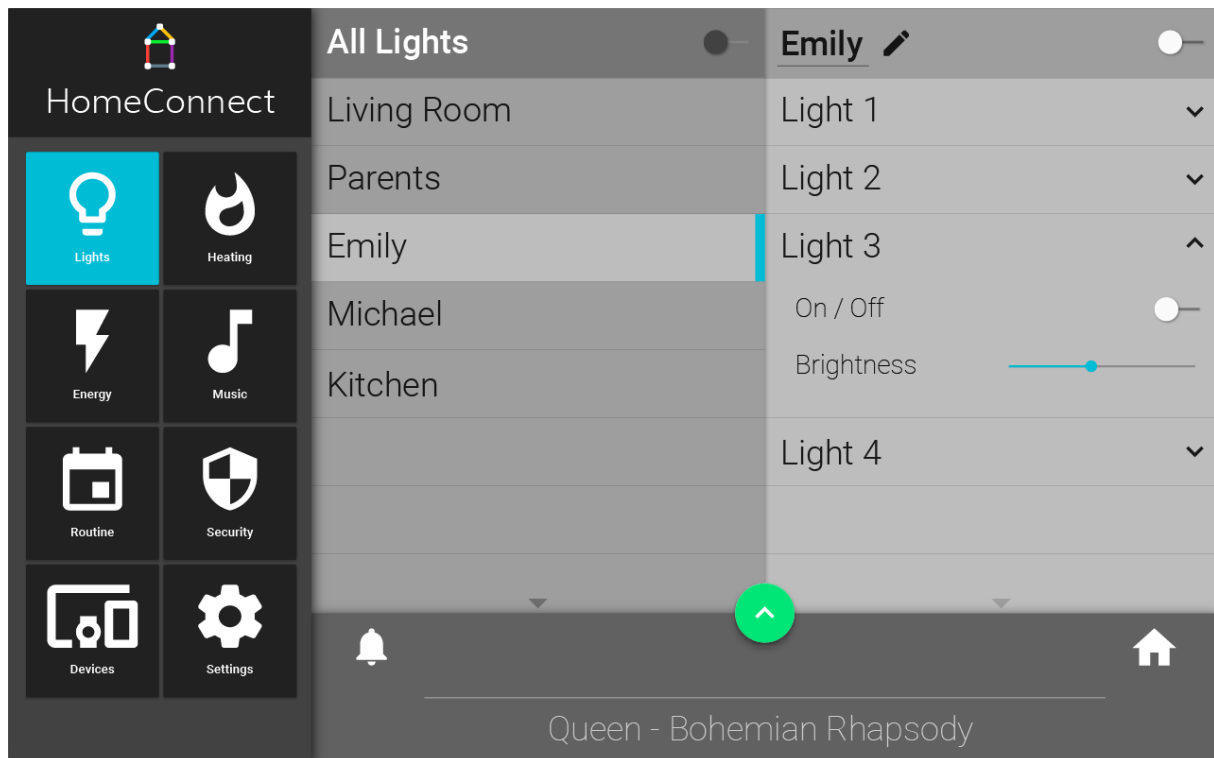 HomeConnect
Lights
Heating
Energy
Music
Routine
Security
Devices
Settings
All Lights
Living Room
Parents
Emily
Michael
Kitchen
Emily
Light 1
Light 2
Light 3
On / Off
Brightness
Light 4
Queen - Bohemian Rhapsody